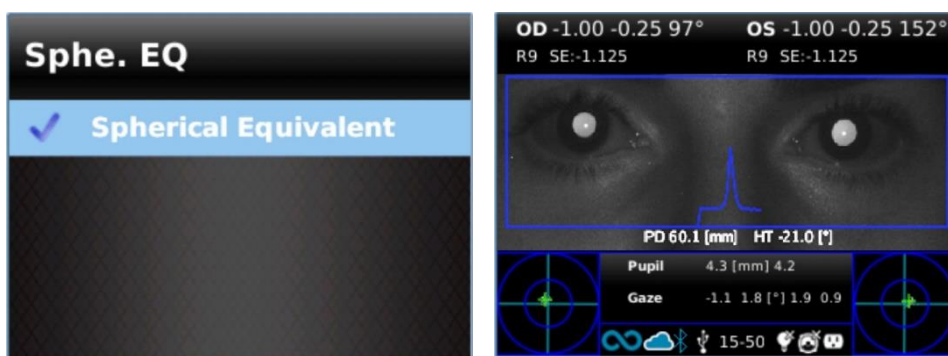 Sphe. EQ
Spherical Equivalent
OD -1.00 -0.25 97° OS -1.00 -0.25 152°
R9 SE:-1.125 R9 SE:-1.125
PD 60.1 [mm] HT -21.0 [°]
Pupil 4.3 [mm] 4.2
Gaze -1.1 1.8 [°] 1.9 0.9
15-50